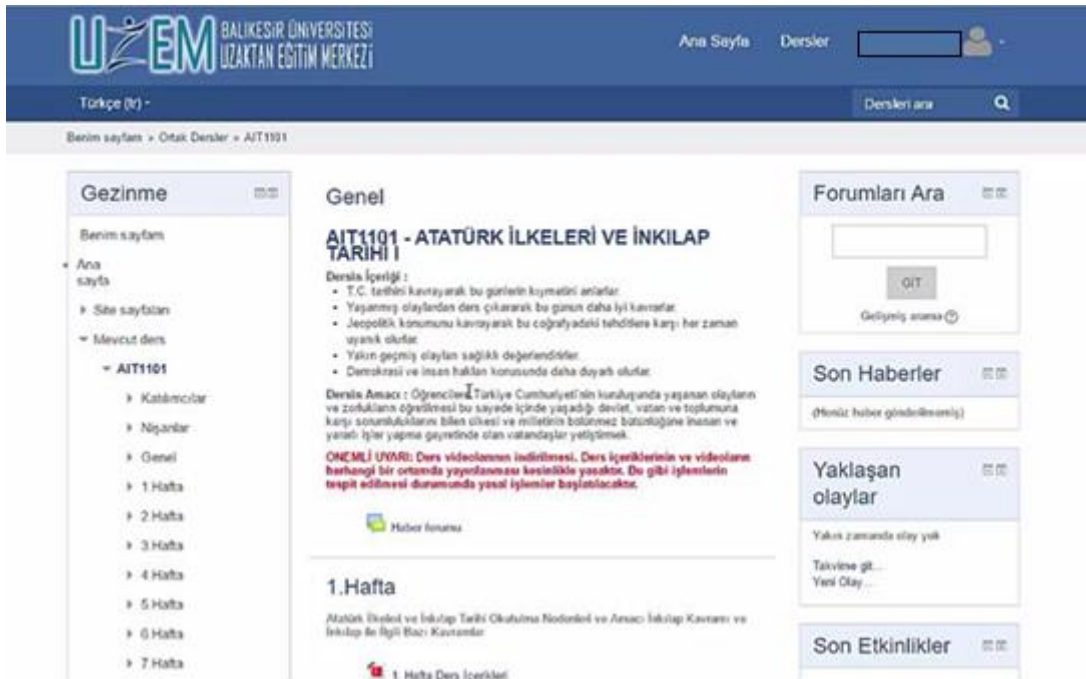 UZEM BALIKESİR ÜNİVERSİTESİ
UZAKTAN EĞİTİM MERKEZİ
Ana Sayfa Dersler
Türkçe (tr)
Dersleri ara
Benim sayfam » Ortak Dersler » AIT1101
Gezinme
Benim sayfam
Ana
sayfa
Site sayfaları
Mevcut ders
AIT1101
Katılımcılar
Nişanlar
Genel
1.Hafta
2.Hafta
3.Hafta
4.Hafta
5.Hafta
6.Hafta
7.Hafta
Genel
AIT1101 - ATATÜRK İLKELERİ VE İNKILAP
TARİHİ I
Dersin İçeriği :
T.C. tarihini kavrayarak bu günlerin kıymetini anlarlar.
Yaşanmış olaylardan ders çıkararak bu günün daha iyi kavrarlar.
Jeopolitik konumunu kavrayarak bu coğrafyadaki tehditlere karşı her zaman
uyanık olurlar.
Yakın geçmiş olayları sağlıklı değerlendirirler.
Demokrasi ve insan hakları konusunda daha duyarlı olurlar.
Dersin Amacı : Öğrencilere Türkiye Cumhuriyeti'nin kuruluşunda yaşanan olayların
ve zorlukların öğretilmesi bu sayede içinde yaşadığı devlet, vatan ve toplumuna
karşı sorumluluklarını bilen ülkesi ve milletinin bölünmez bütünlüğüne inanan ve
yararlı işler yapma gayretinde olan vatandaşlar yetiştirmek.
ÖNEMLİ UYARI: Ders videolarının indirilmesi, Ders içeriklerinin ve videoların
herhangi bir ortamda yayınlanması kesinlikle yasaktır. Bu gibi işlemlerin
tespit edilmesi durumunda yasal işlemler başlatılacaktır.
Haber forumu
1.Hafta
Atatürk İlkeleri ve İnkılap Tarihi Okutulma Nedenleri ve Amacı İnkılap Kavramı ve
İnkılap ile İlgili Bazı Kavramlar
1. Hafta Ders İçerikleri
Forumları Ara
GIT
Gelişmiş arama
Son Haberler
(Henüz haber gönderilmemiş)
Yaklaşan
olaylar
Yakın zamanda olay yok
Takvime git...
Yeni Olay...
Son Etkinlikler